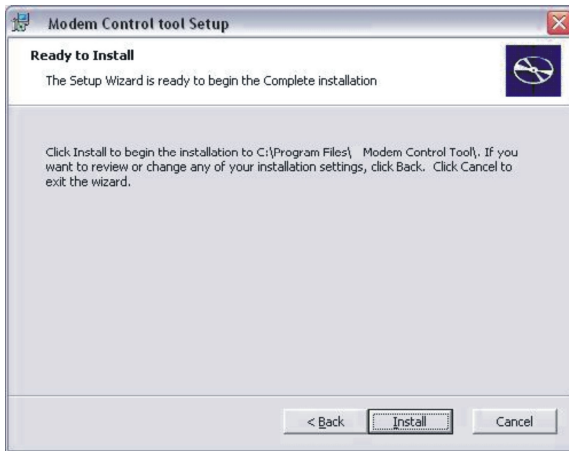 Modem Control tool Setup
Ready to Install
The Setup Wizard is ready to begin the Complete installation
Click Install to begin the installation to C:\Program Files\   Modem Control Tool\. If you
want to review or change any of your installation settings, click Back.  Click Cancel to
exit the wizard.
< Back
Install
Cancel